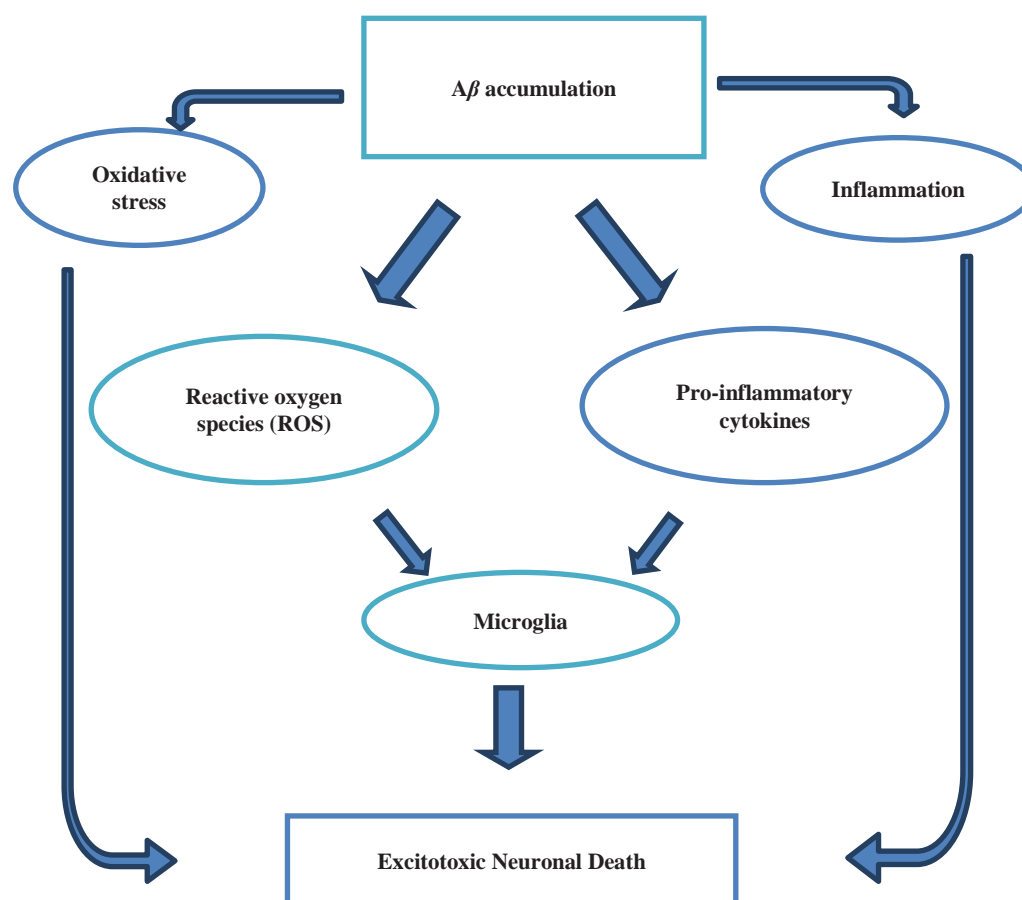 A𝛽 accumulation
Oxidative
stress
Inflammation
Reactive oxygen
species (ROS)
Pro-inflammatory
cytokines
Microglia
Excitotoxic Neuronal Death